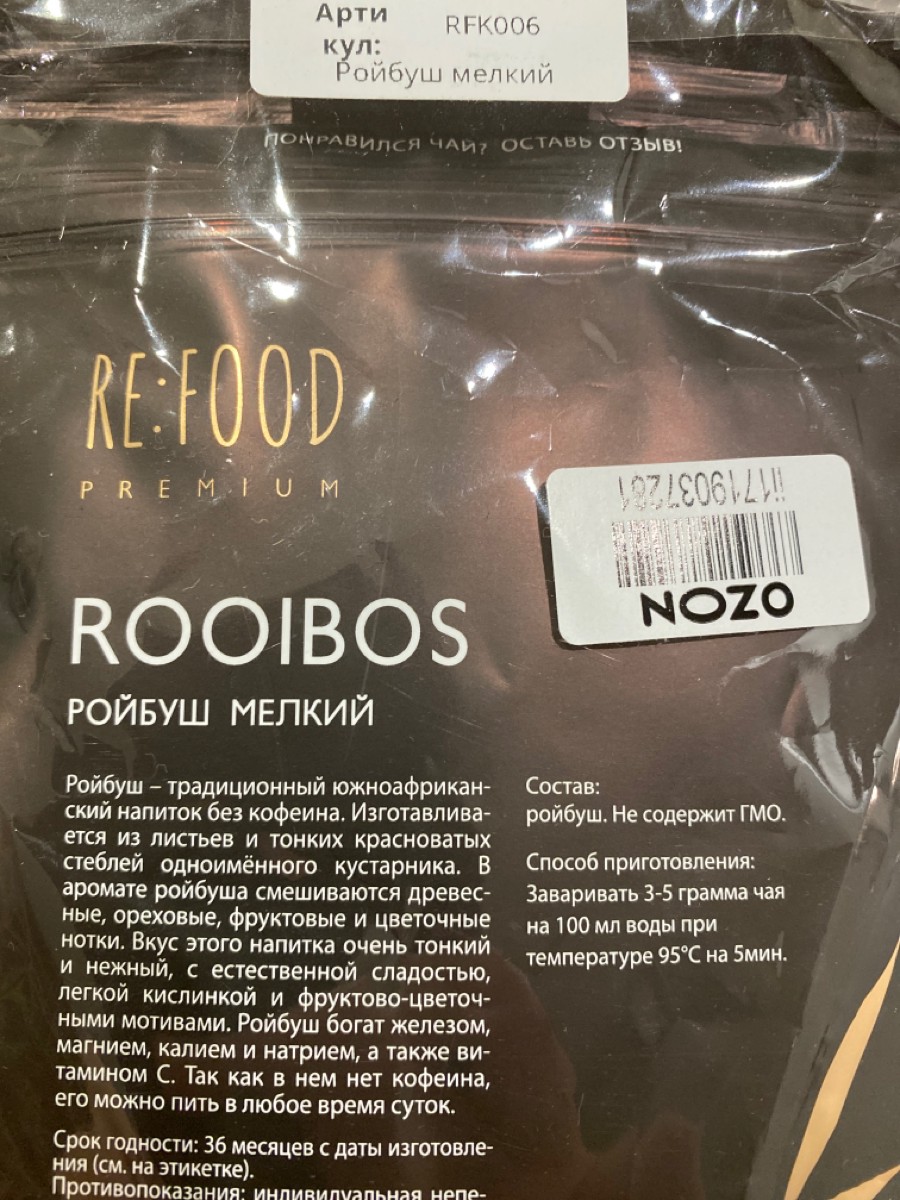 Арти
кул:
RFK006
Ройбуш мелкий
ПОНРАВИЛСЯ ЧАЙ? ОСТАВЬ ОТЗЫВ!
RE:FOOD
PREMIUM
ii1719037281
OZON
ROOIBOS
РОЙБУШ МЕЛКИЙ
Ройбуш – традиционный южноафрикан-
ский напиток без кофеина. Изготавлива-
ется из листьев и тонких красноватых
стеблей одноимённого кустарника. В
аромате ройбуша смешиваются древес-
ные, ореховые, фруктовые и цветочные
нотки. Вкус этого напитка очень тонкий
и нежный, с естественной сладостью,
легкой кислинкой и фруктово-цветоч-
ными мотивами. Ройбуш богат железом,
магнием, калием и натрием, а также ви-
тамином С. Так как в нем нет кофеина,
его можно пить в любое время суток.
Срок годности: 36 месяцев с даты изготовле-
ния (см. на этикетке).
Противопоказания: индивидуальная непе-
Состав:
ройбуш. Не содержит ГМО.
Способ приготовления:
Заваривать 3-5 грамма чая
на 100 мл воды при
температуре 95°С на 5мин.